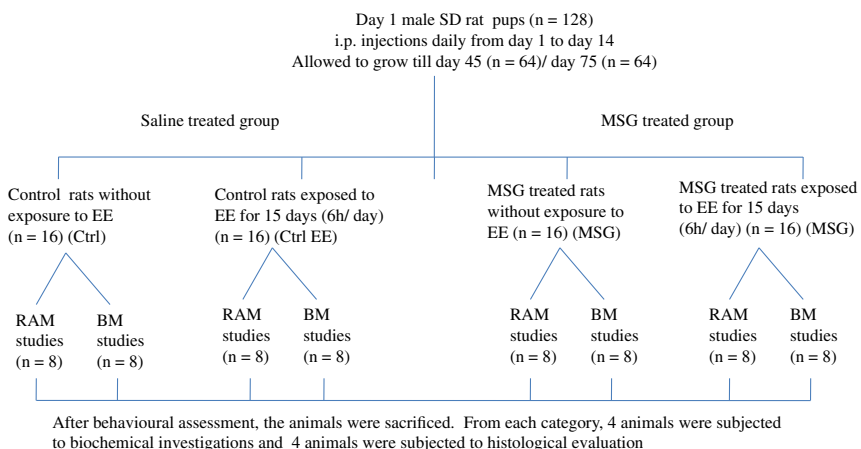 Day 1 male SD rat pups (n = 128)
i.p. injections daily from day 1 to day 14
Allowed to grow till day 45 (n = 64)/ day 75 (n = 64)
Saline treated group
MSG treated group
Control rats without
exposure to EE
(n = 16) (Ctrl)
Control rats exposed to
EE for 15 days (6h/ day)
(n = 16) (Ctrl EE)
MSG treated rats
without exposure to
EE (n = 16) (MSG)
MSG treated rats exposed
to EE for 15 days
(6h/ day) (n = 16) (MSG)
RAM
studies
(n = 8)
BM
studies
(n = 8)
RAM
studies
(n = 8)
BM
studies
(n = 8)
RAM
studies
(n = 8)
BM
studies
(n = 8)
RAM
studies
(n = 8)
BM
studies
(n = 8)
After behavioural assessment, the animals were sacrificed. From each category, 4 animals were subjected
to biochemical investigations and 4 animals were subjected to histological evaluation